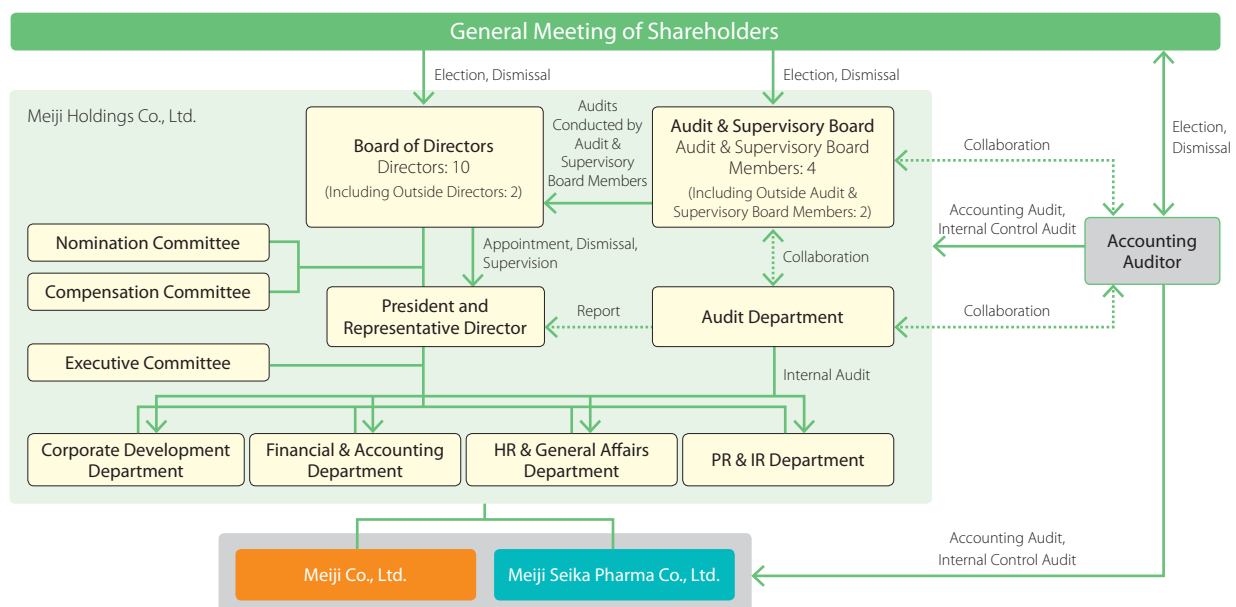 General Meeting of Shareholders
Election, Dismissal
Election, Dismissal
Election,
Dismissal
Meiji Holdings Co., Ltd.
Board of Directors
Directors: 10
(Including Outside Directors: 2)
Audits
Conducted by
Audit &
Supervisory
Board Members
Audit & Supervisory Board
Audit & Supervisory Board
Members: 4
(Including Outside Audit &
Supervisory Board Members: 2)
Collaboration
Accounting Audit,
Internal Control Audit
Accounting
Auditor
Nomination Committee
Compensation Committee
Appointment, Dismissal,
Supervision
Collaboration
President and
Representative Director
Report
Audit Department
Collaboration
Executive Committee
Internal Audit
Corporate Development
Department
Financial & Accounting
Department
HR & General Affairs
Department
PR & IR Department
Accounting Audit,
Internal Control Audit
Meiji Co., Ltd.
Meiji Seika Pharma Co., Ltd.